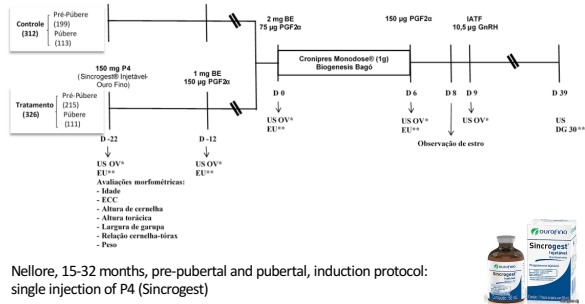 Controle
(312)
Pré-Púbere
(199)
Púbere
(113)
2 mg BE
75 µg PGF2α
150 µg PGF2α
IATF
10,5 µg GnRH
150 mg P4
(Sincrogest® Injetável-
Ouro Fino)
1 mg BE
150 µg PGF2α
Cronipres Monodose® (1g)
Biogenesis Bagó
Tratamento
(326)
Pré-Púbere
(215)
Púbere
(111)
D -22
D -12
D 0
D 6
D 8
D 9
D 39
US OV*
EU**
US OV*
EU**
US OV*
EU**
US OV*
EU**
US OV*
US
DG 30**
Observação de estro
Avaliações morfométricas:
- Idade
- ECC
- Altura de cernelha
- Altura torácica
- Largura de garupa
- Relação cernelha-tórax
- Peso
Nellore, 15-32 months, pre-pubertal and pubertal, induction protocol:
single injection of P4 (Sincrogest)
ourofino
Sincrogest
injetável
ourofino
Sincrogest
injetável